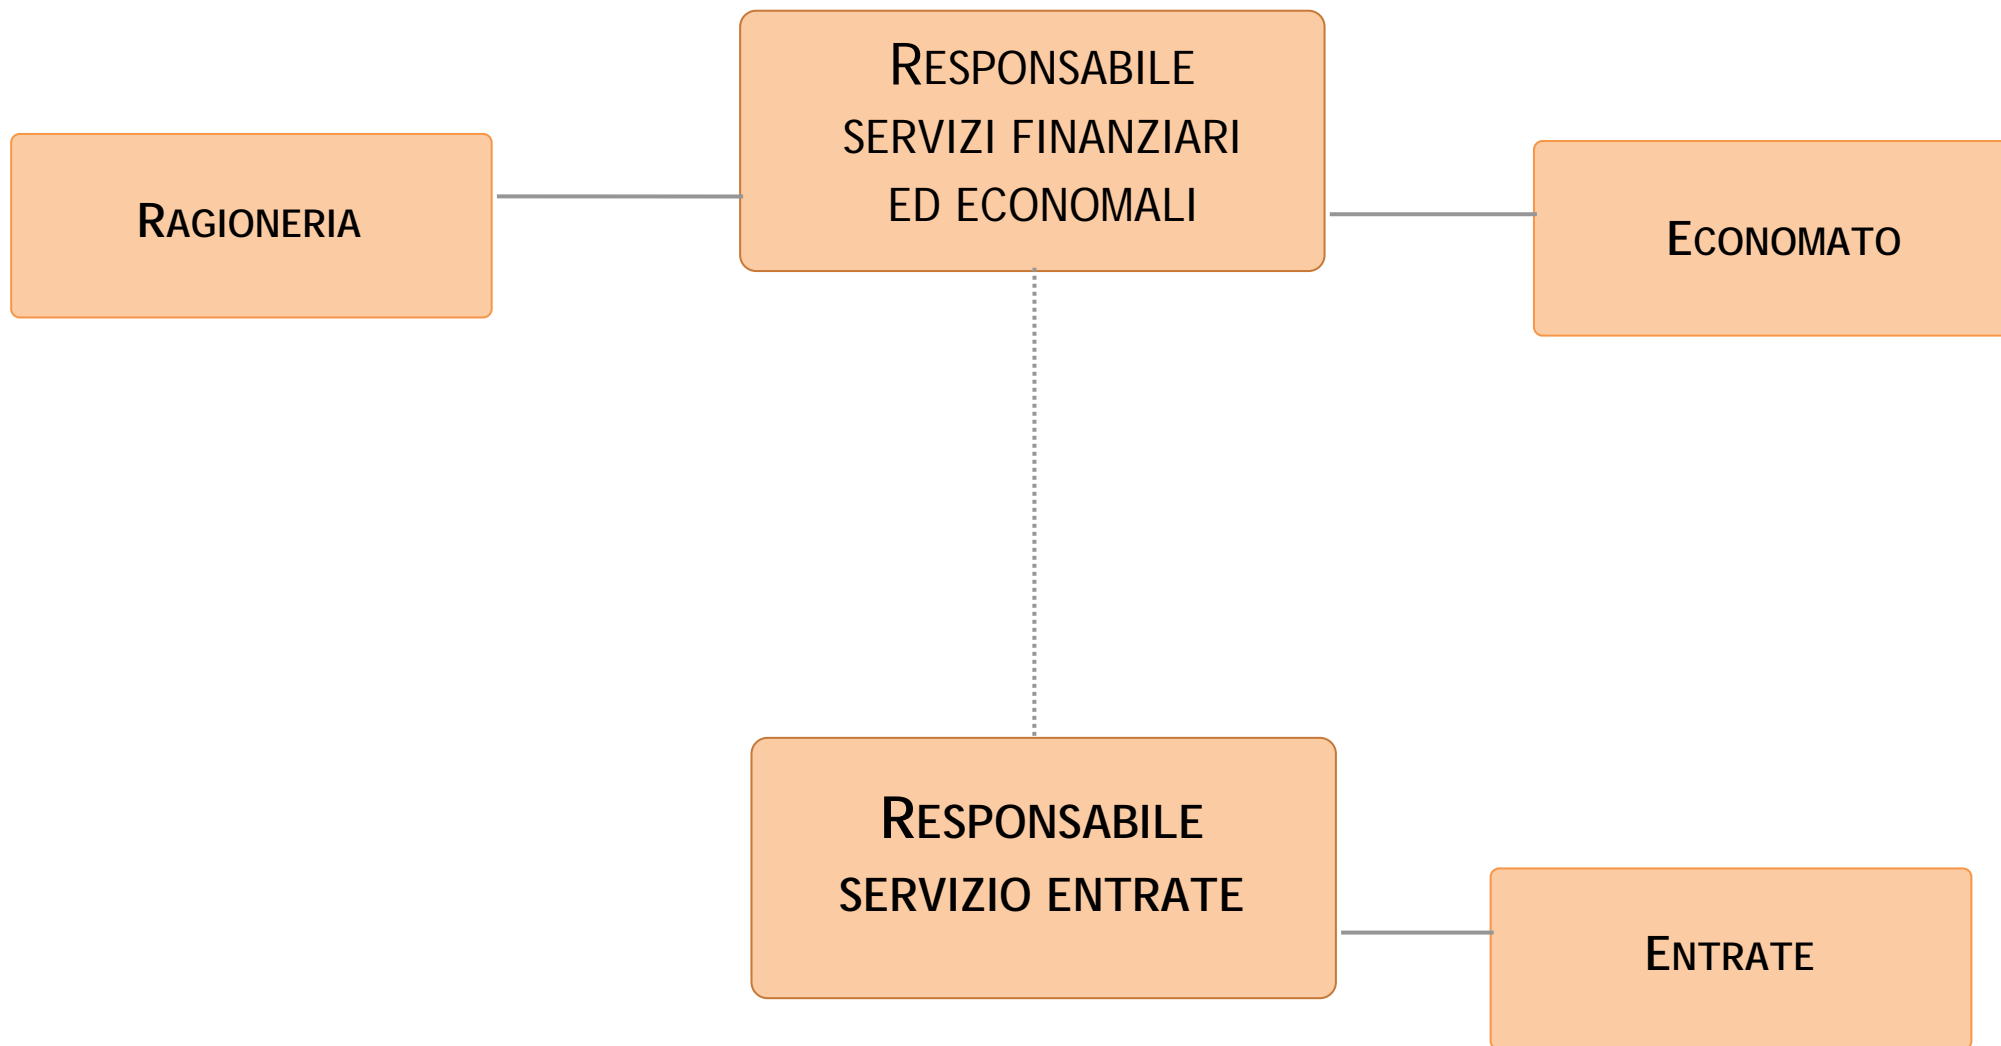 RESPONSABILE
SERVIZI FINANZIARI
ED ECONOMALI
RAGIONERIA
ECONOMATO
RESPONSABILE
SERVIZIO ENTRATE
ENTRATE